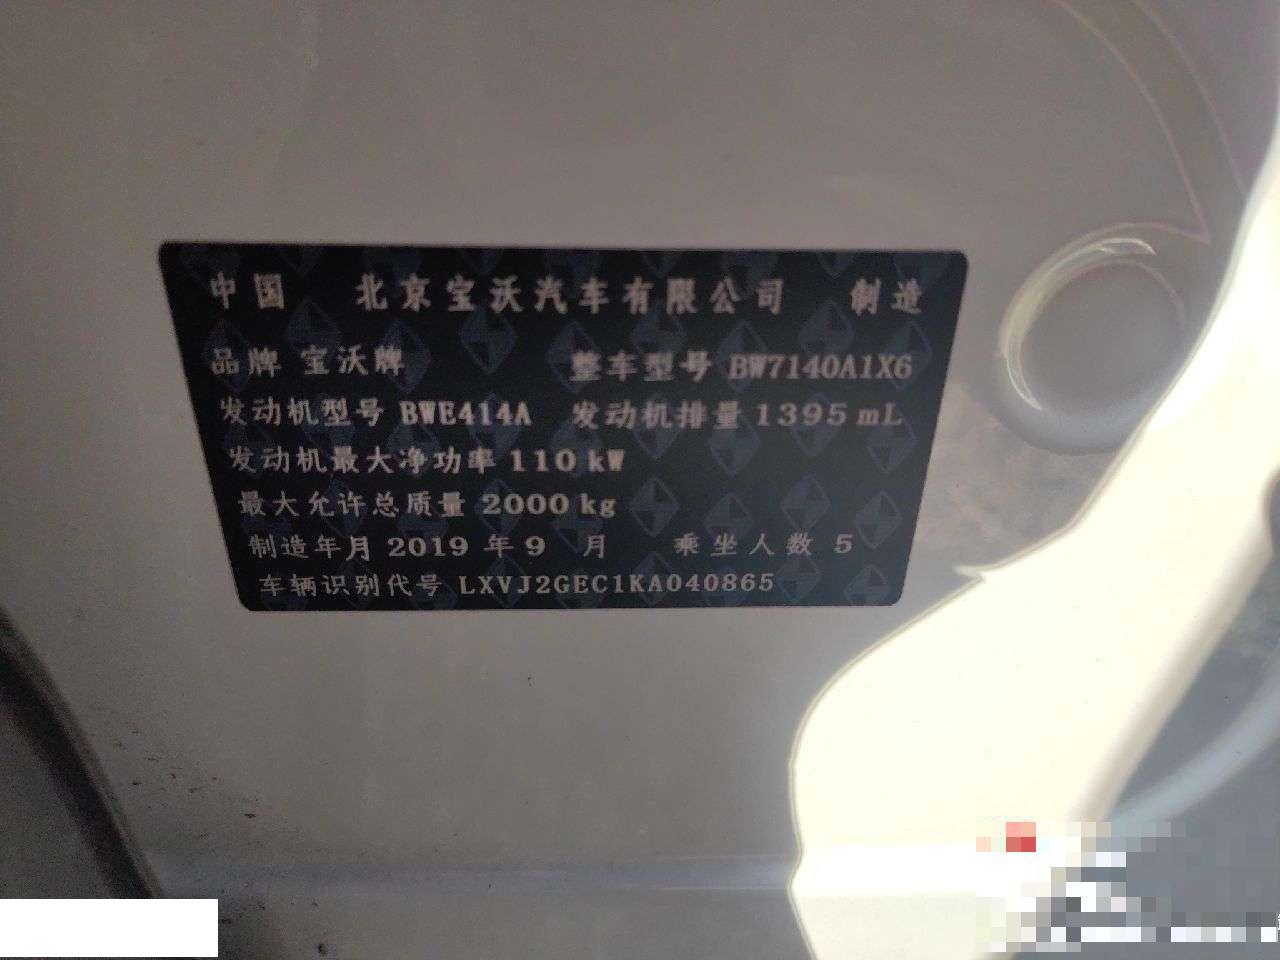 中国 北京宝沃汽车有限公司 制造
品牌 宝沃牌 整车型号 BW7140A1X6
发动机型号 BWE414A 发动机排量 1395 mL
发动机最大净功率 110 kW
最大允许总质量 2000 kg
制造年月 2019 年 9 月 乘坐人数 5
车辆识别代号 LXVJ2GEC1KA040865